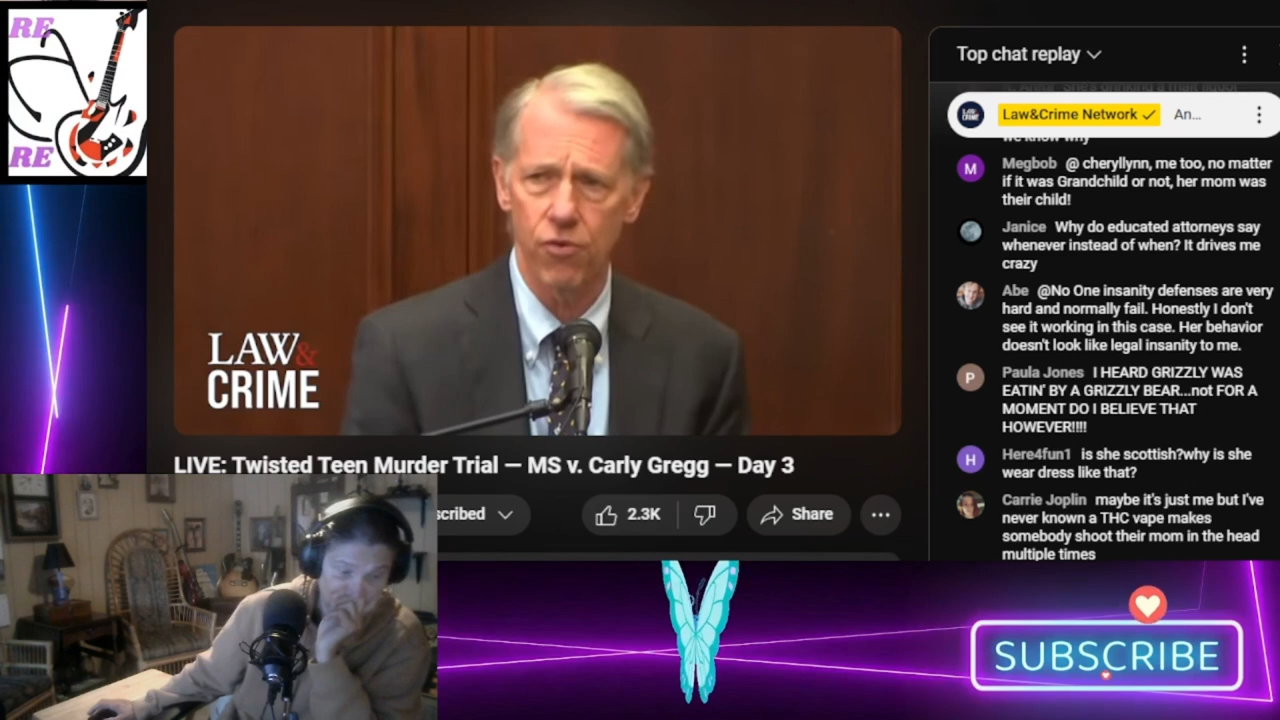 RE
RE
LAW&
CRIME
LIVE: Twisted Teen Murder Trial — MS v. Carly Gregg — Day 3
scribed
2.3K
Share
Top chat replay
Law&Crime Network An...
we know why
Megbob @ cheryllynn, me too, no matter
if it was Grandchild or not, her mom was
their child!
Janice Why do educated attorneys say
whenever instead of when? It drives me
crazy
Abe @No One insanity defenses are very
hard and normally fail. Honestly I don't
see it working in this case. Her behavior
doesn't look like legal insanity to me.
P
Paula Jones I HEARD GRIZZLY WAS
EATIN' BY A GRIZZLY BEAR...not FOR A
MOMENT DO I BELIEVE THAT
HOWEVER!!!!
H
Here4fun1 is she scottish?why is she
wear dress like that?
Carrie Joplin maybe it's just me but I've
never known a THC vape makes
somebody shoot their mom in the head
multiple times
M
SUBSCRIBE